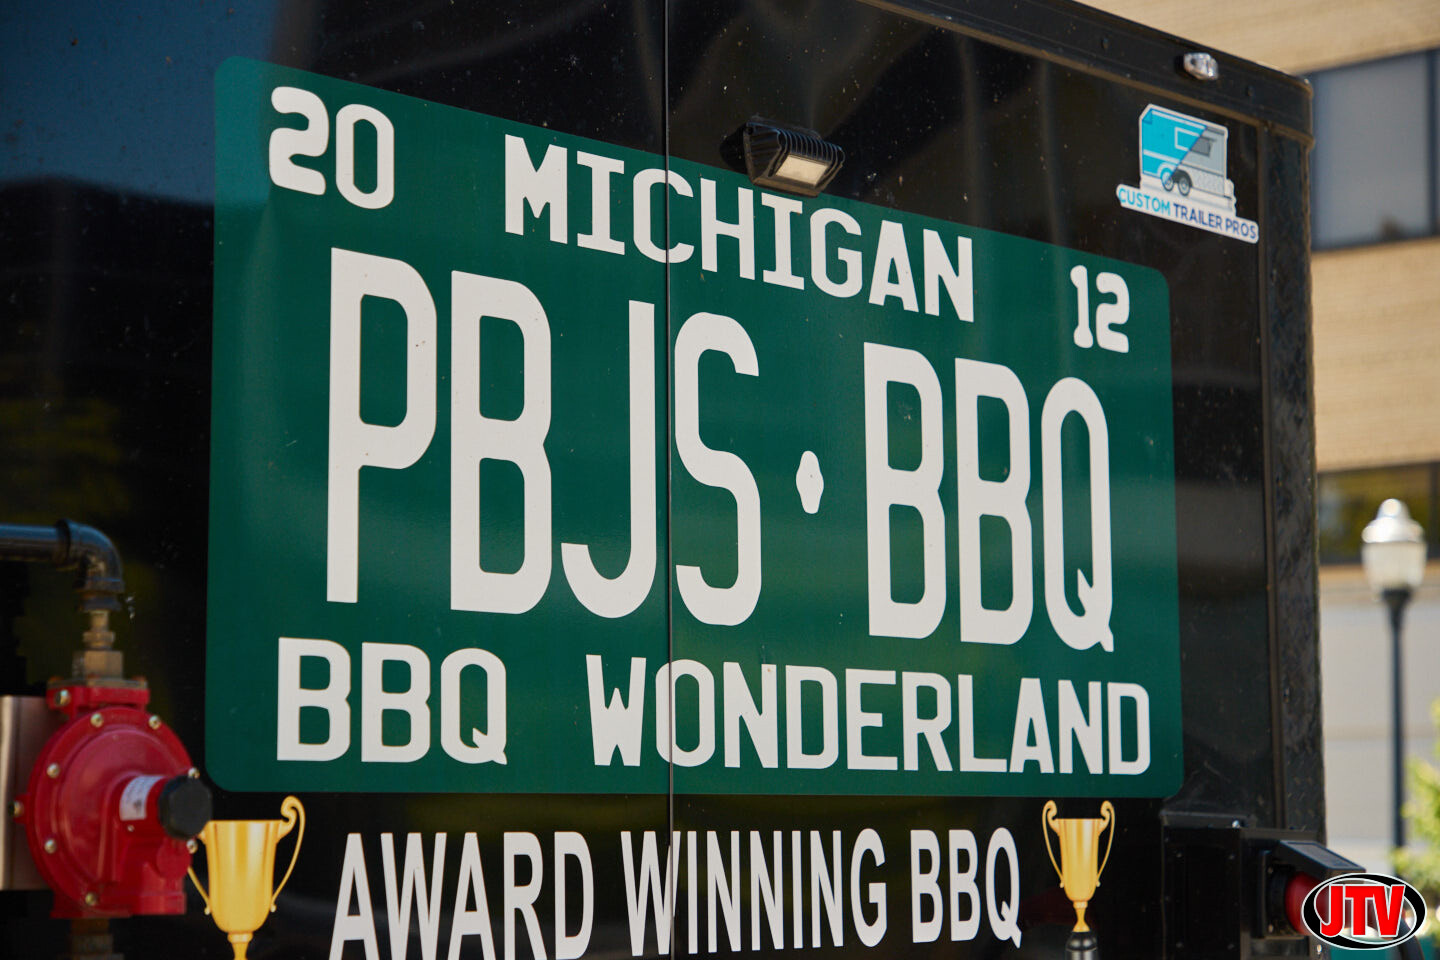 20 MICHIGAN 12
PBJS·BBQ
BBQ WONDERLAND
AWARD WINNING BBQ
CUSTOM TRAILER PROS
JTV